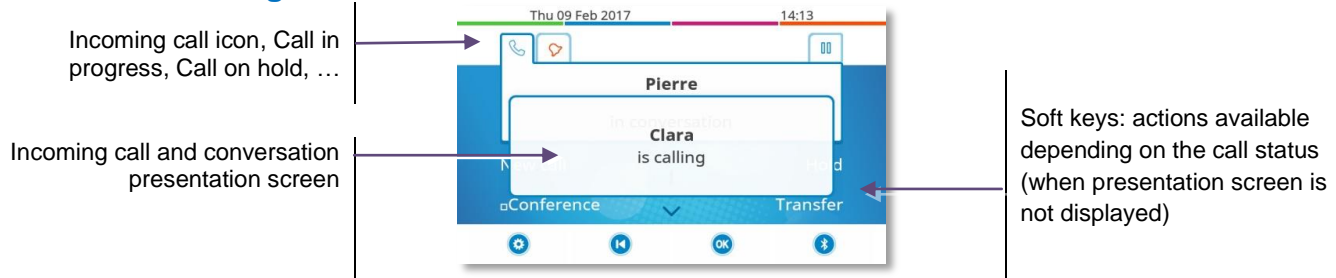 Thu 09 Feb 2017 14:13
Incoming call icon, Call in
progress, Call on hold, …
Pierre
in conversation
Clara
is calling
Incoming call and conversation
presentation screen
Hold
Conference
Transfer
OK
Soft keys: actions available
depending on the call status
(when presentation screen is
not displayed)